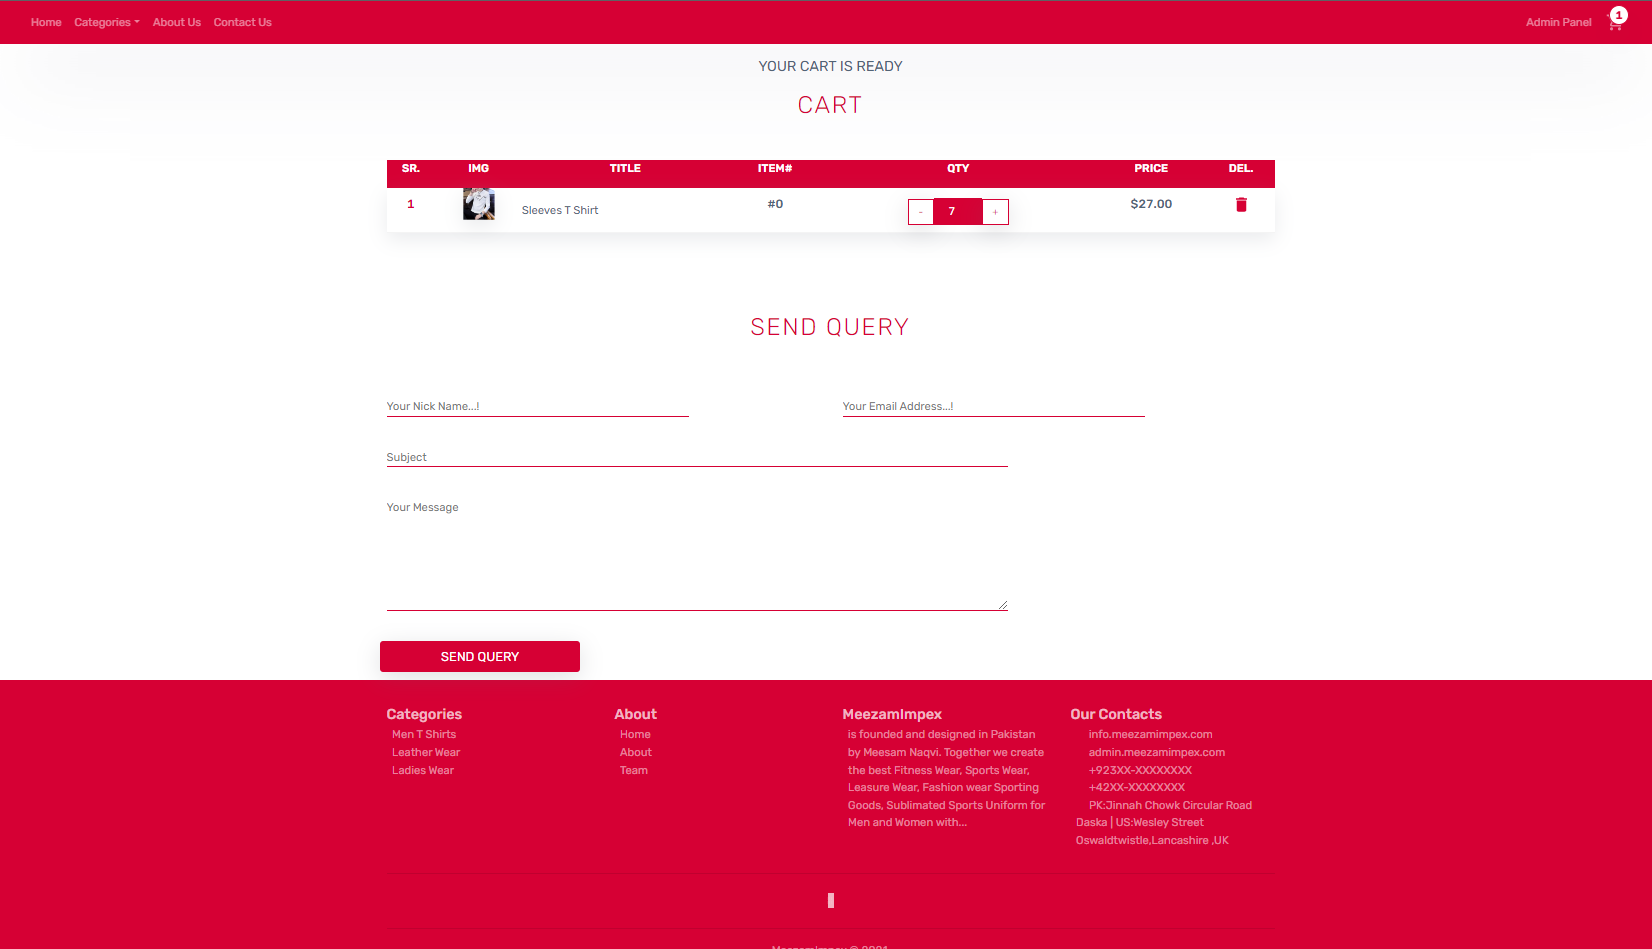 Home Categories About Us Contact Us Admin Panel 1
YOUR CART IS READY
CART
SR. IMG TITLE ITEM# QTY PRICE DEL.
1 Sleeves T Shirt #0 - 7 + $27.00
SEND QUERY
Your Nick Name...! Your Email Address...!
Subject
Your Message
SEND QUERY
Categories
Men T Shirts
Leather Wear
Ladies Wear
About
Home
About
Team
MeezamImpex
is founded and designed in Pakistan
by Meesam Naqvi. Together we create
the best Fitness Wear, Sports Wear,
Leasure Wear, Fashion wear Sporting
Goods, Sublimated Sports Uniform for
Men and Women with...
Our Contacts
info.meezamimpex.com
admin.meezamimpex.com
+923XX-XXXXXXXX
+42XX-XXXXXXXX
PK:Jinnah Chowk Circular Road
Daska | US:Wesley Street
Oswaldtwistle,Lancashire ,UK
MeezamImpex © 2021